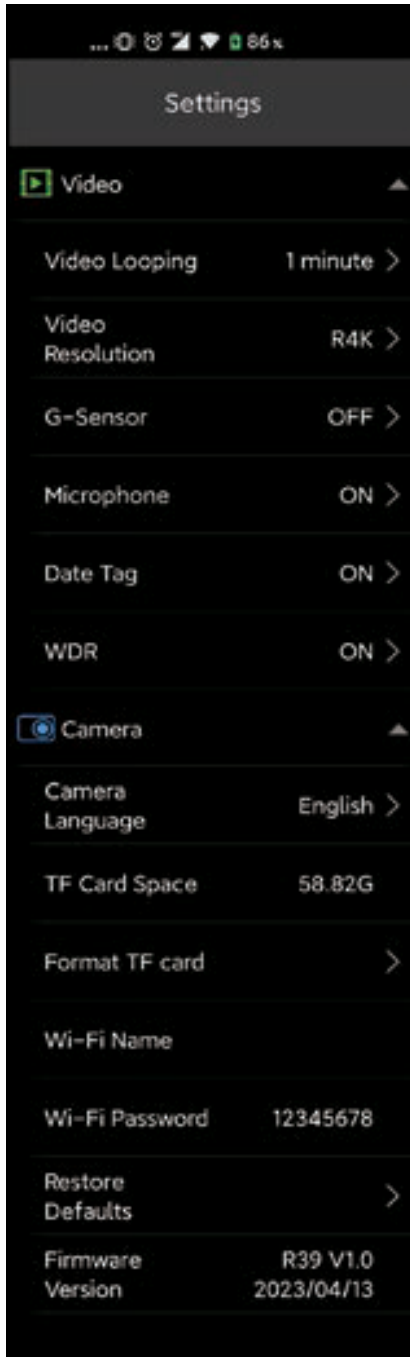 ... 86%
Settings
Video
Video Looping 1 minute >
Video
Resolution R4K >
G-Sensor OFF >
Microphone ON >
Date Tag ON >
WDR ON >
Camera
Camera
Language English >
TF Card Space 58.82G
Format TF card >
Wi-Fi Name
Wi-Fi Password 12345678
Restore
Defaults >
Firmware R39 V1.0
Version 2023/04/13